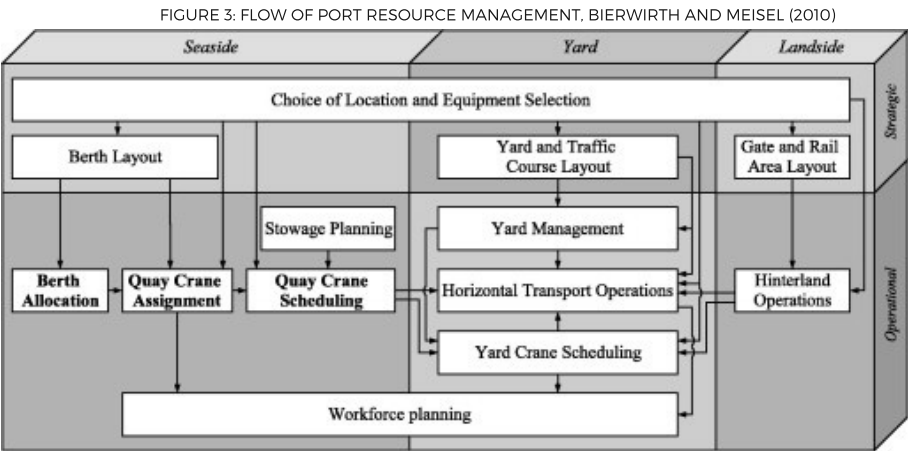 FIGURE 3: FLOW OF PORT RESOURCE MANAGEMENT, BIERWIRTH AND MEISEL (2010)
Seaside
Yard
Landside
Strategic
Choice of Location and Equipment Selection
Berth Layout
Yard and Traffic
Course Layout
Gate and Rail
Area Layout
Operational
Stowage Planning
Yard Management
Berth
Allocation
Quay Crane
Assignment
Quay Crane
Scheduling
Horizontal Transport Operations
Hinterland
Operations
Yard Crane Scheduling
Workforce planning